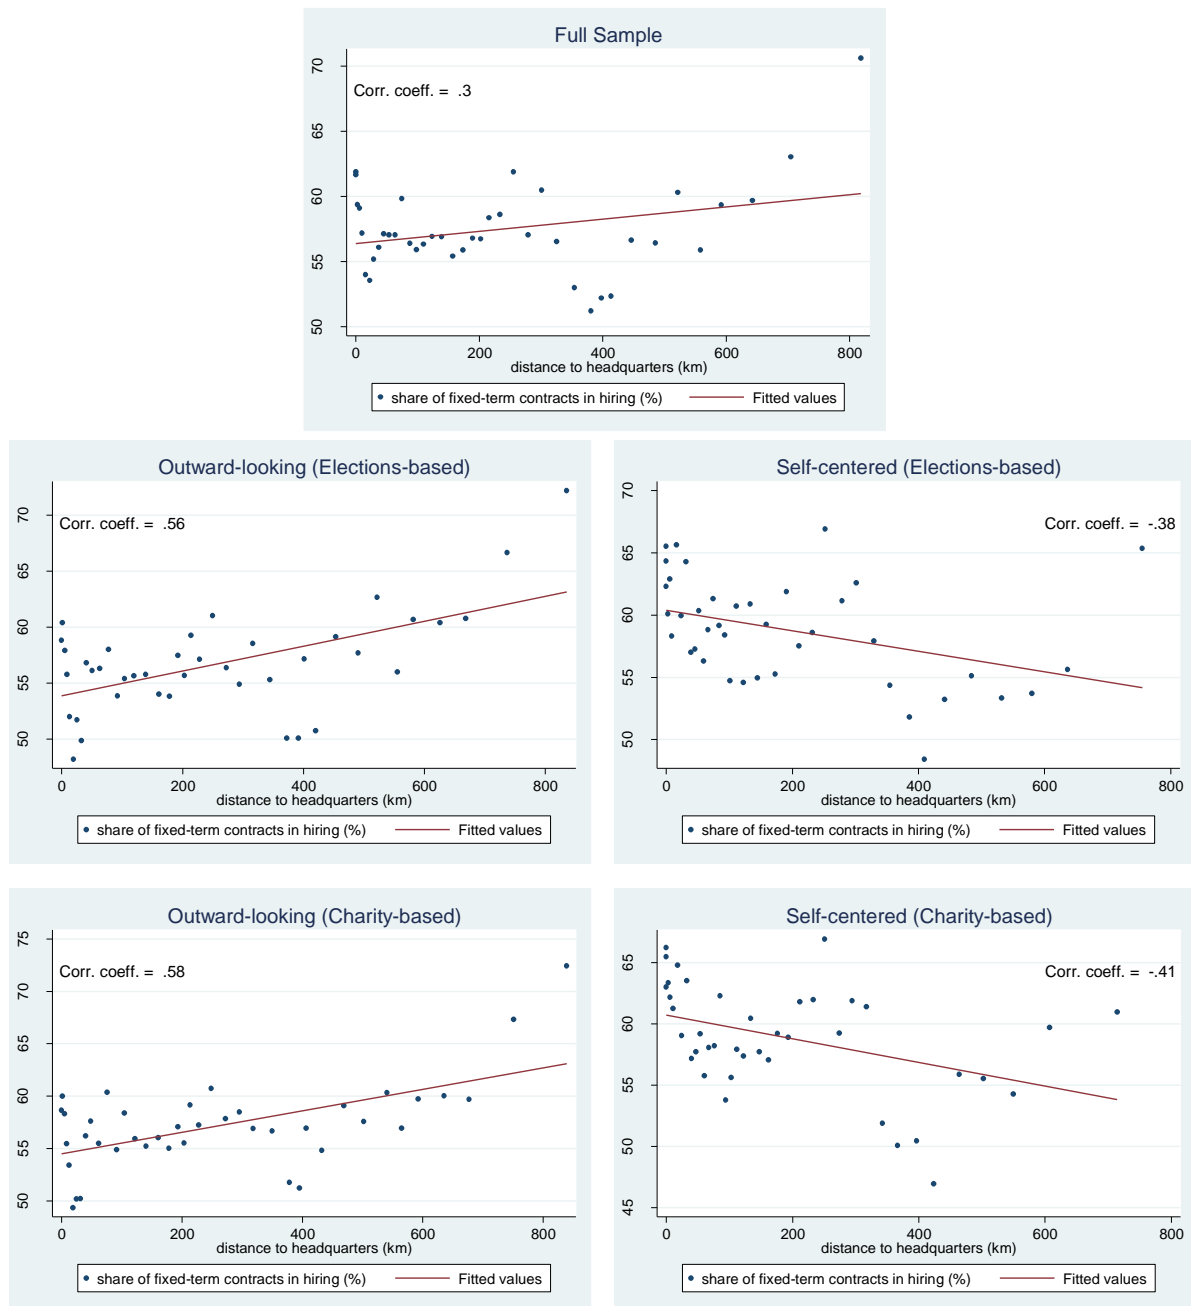 Full Sample
70
65
60
55
50
Corr. coeff. = .3
0 200 400 600 800
distance to headquarters (km)
share of fixed-term contracts in hiring (%) Fitted values
Outward-looking (Elections-based)
70
65
60
55
50
Corr. coeff. = .56
0 200 400 600 800
distance to headquarters (km)
share of fixed-term contracts in hiring (%) Fitted values
Self-centered (Elections-based)
70
65
60
55
50
Corr. coeff. = -.38
0 200 400 600 800
distance to headquarters (km)
share of fixed-term contracts in hiring (%) Fitted values
Outward-looking (Charity-based)
75
70
65
60
55
50
Corr. coeff. = .58
0 200 400 600 800
distance to headquarters (km)
share of fixed-term contracts in hiring (%) Fitted values
Self-centered (Charity-based)
65
60
55
50
45
Corr. coeff. = -.41
0 200 400 600 800
distance to headquarters (km)
share of fixed-term contracts in hiring (%) Fitted values